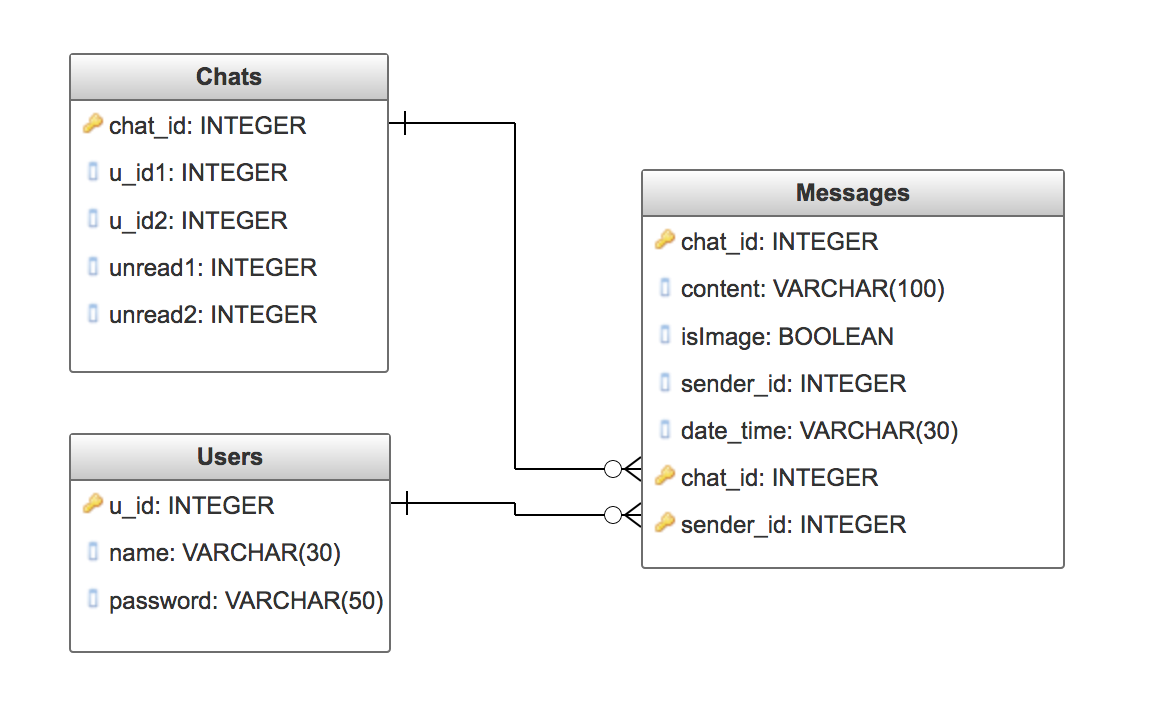 Chats
chat_id: INTEGER
u_id1: INTEGER
u_id2: INTEGER
unread1: INTEGER
unread2: INTEGER
Users
u_id: INTEGER
name: VARCHAR(30)
password: VARCHAR(50)
Messages
chat_id: INTEGER
content: VARCHAR(100)
isImage: BOOLEAN
sender_id: INTEGER
date_time: VARCHAR(30)
chat_id: INTEGER
sender_id: INTEGER